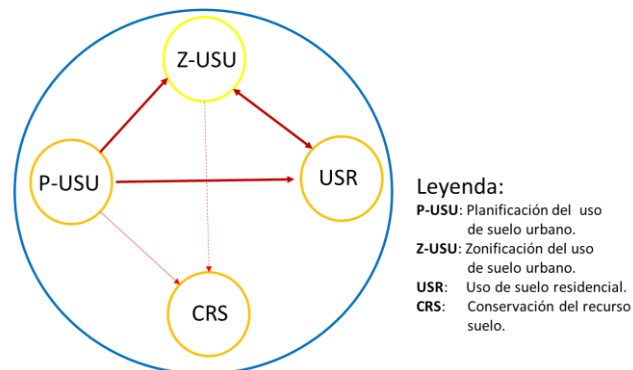 Z-USU
P-USU
USR
CRS
Leyenda:
P-USU: Planificación del uso
de suelo urbano.
Z-USU: Zonificación del uso
de suelo urbano.
USR: Uso de suelo residencial.
CRS: Conservación del recurso
suelo.